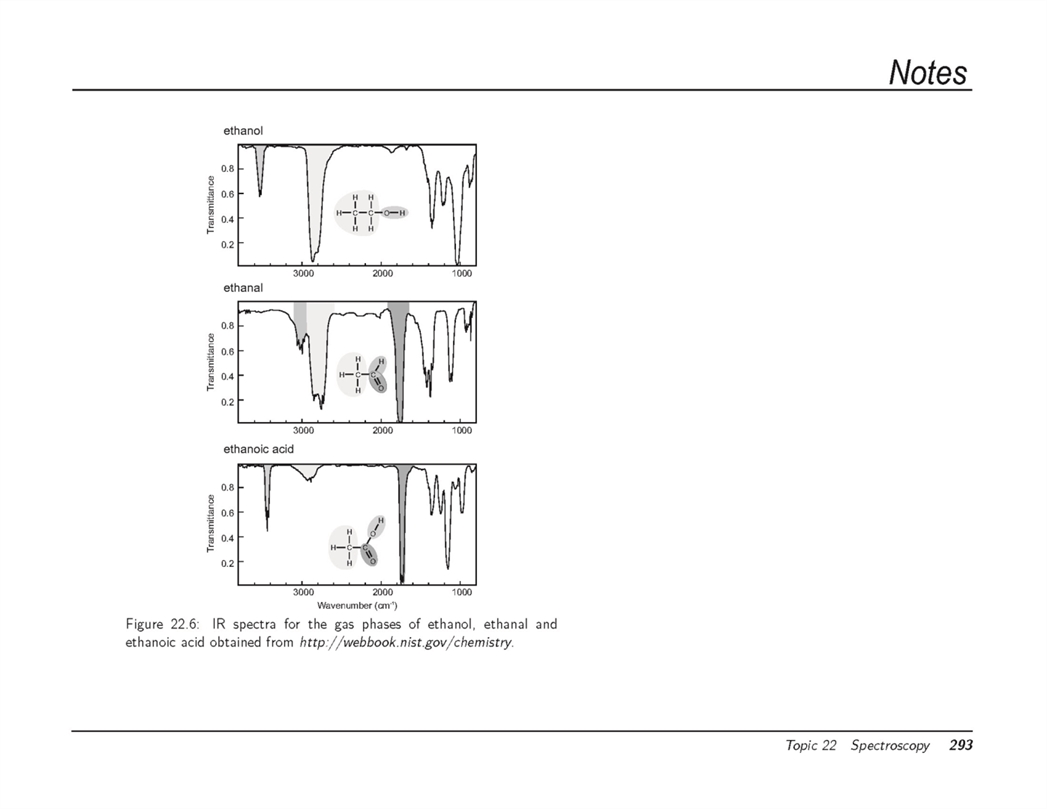 Notes
ethanol
Transmittance
0.8
0.6
0.4
0.2
H H
H C C O H
H H
3000 2000 1000
ethanal
Transmittance
0.8
0.6
0.4
0.2
H H
H C C
H O
3000 2000 1000
ethanoic acid
Transmittance
0.8
0.6
0.4
0.2
H
H O
H C C
H O
3000 2000 1000
Wavenumber (cm⁻¹)
Figure 22.6: IR spectra for the gas phases of ethanol, ethanal and
ethanoic acid obtained from http://webbook.nist.gov/chemistry.
Topic 22 Spectroscopy 293